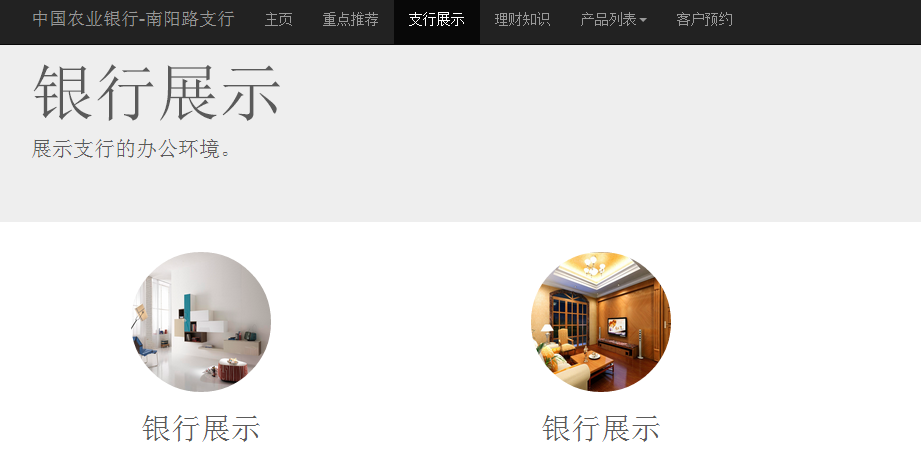 中国农业银行-南阳路支行 主页 重点推荐 支行展示 理财知识 产品列表 客户预约
银行展示
展示支行的办公环境。
银行展示 银行展示